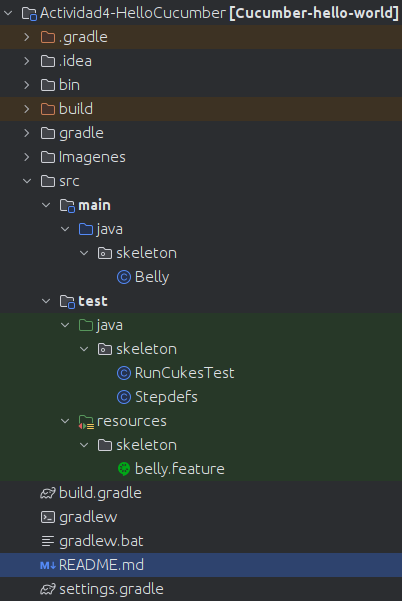 Actividad4-HelloCucumber [Cucumber-hello-world]
.gradle
.idea
bin
build
gradle
Imagenes
src
main
java
skeleton
Belly
test
java
skeleton
RunCukesTest
Stepdefs
resources
skeleton
belly.feature
build.gradle
gradlew
gradlew.bat
M↓ README.md
settings.gradle